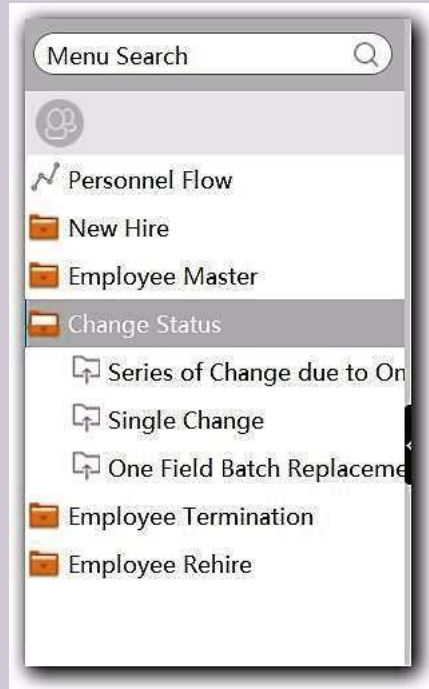 Menu Search
Personnel Flow
New Hire
Employee Master
Change Status
Series of Change due to On
Single Change
One Field Batch Replaceme
Employee Termination
Employee Rehire